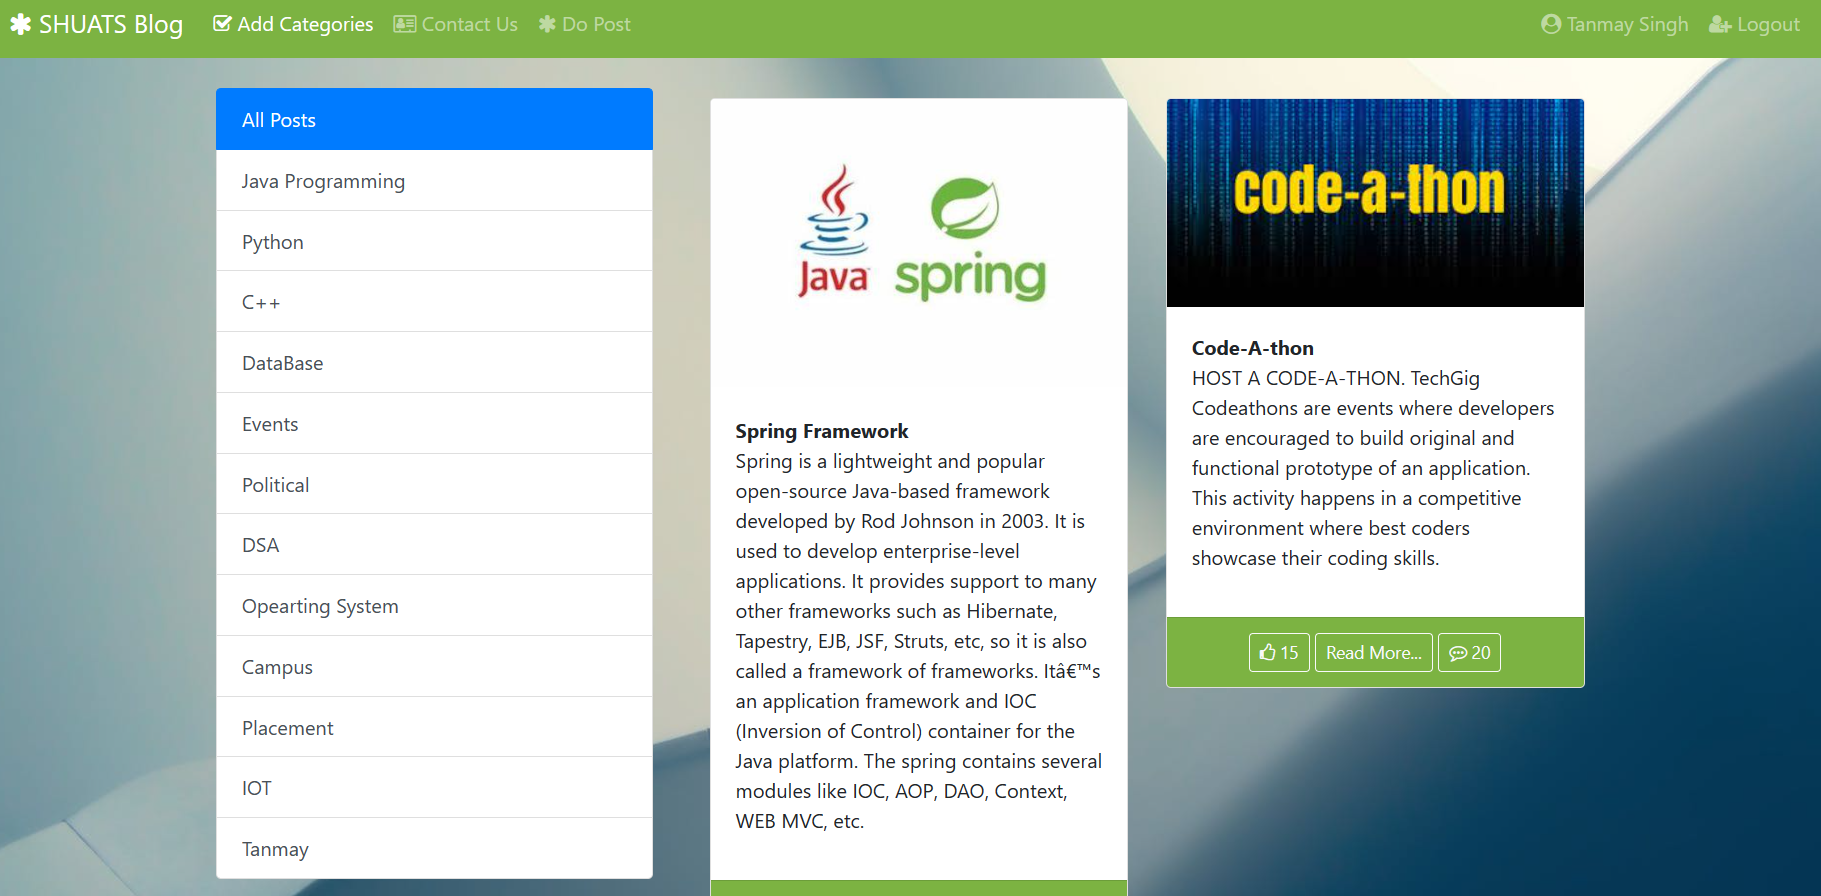 SHUATS Blog
Add Categories
Contact Us
Do Post
Tanmay Singh
Logout
All Posts
Java Programming
Python
C++
DataBase
Events
Political
DSA
Opearting System
Campus
Placement
IOT
Tanmay
Java
spring
Spring Framework
Spring is a lightweight and popular
open-source Java-based framework
developed by Rod Johnson in 2003. It is
used to develop enterprise-level
applications. It provides support to many
other frameworks such as Hibernate,
Tapestry, EJB, JSF, Struts, etc, so it is also
called a framework of frameworks. Itâ€™s
an application framework and IOC
(Inversion of Control) container for the
Java platform. The spring contains several
modules like IOC, AOP, DAO, Context,
WEB MVC, etc.
code-a-thon
Code-A-thon
HOST A CODE-A-THON. TechGig
Codeathons are events where developers
are encouraged to build original and
functional prototype of an application.
This activity happens in a competitive
environment where best coders
showcase their coding skills.
15
Read More...
20